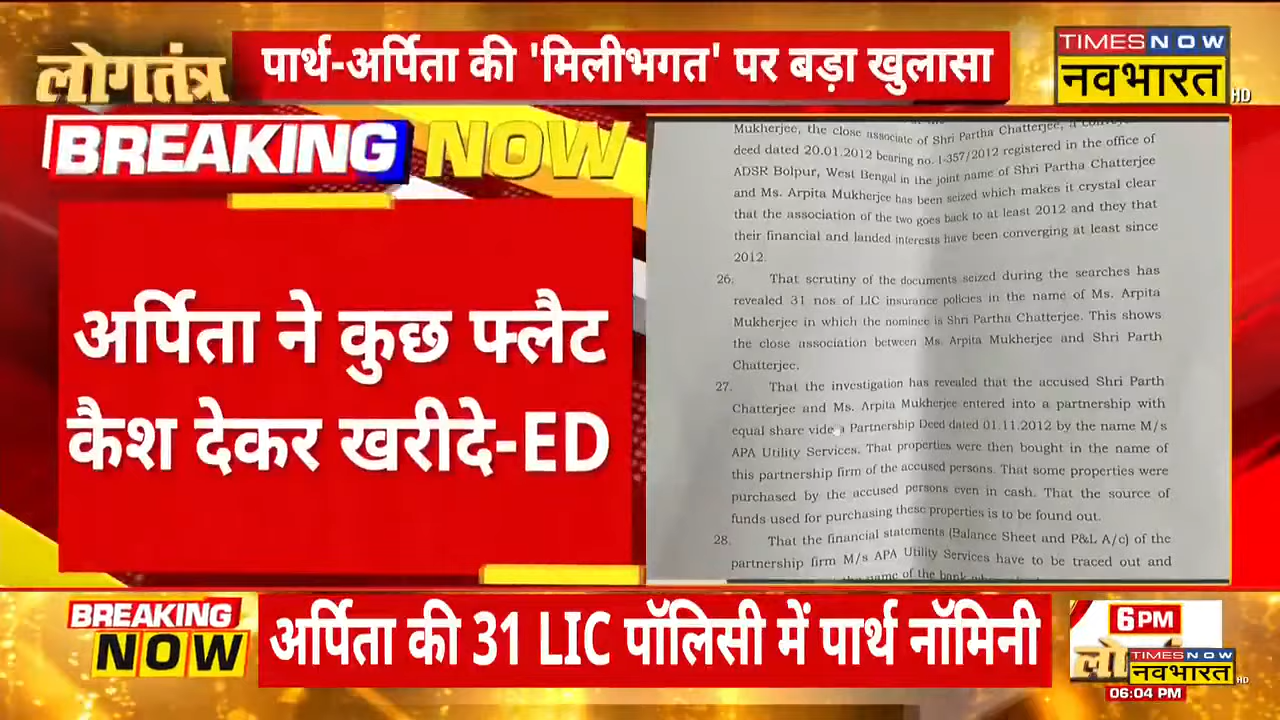 लोगतंत्र
पार्थ-अर्पिता की 'मिलीभगत' पर बड़ा खुलासा
TIMES NOW
नवभारत
HD
BREAKING NOW
अर्पिता ने कुछ फ्लैट
कैश देकर खरीदे-ED
Mukherjee, the close associate of Shri Partha Chatterjee, a
deed dated 20.01.2012 bearing no. I-357/2012 registered in the office of
ADSR Bolpur, West Bengal in the joint name of Shri Partha Chatterjee
and Ms. Arpita Mukherjee has been seized which makes it crystal clear
that the association of the two goes back to at least 2012 and they that
their financial and landed interests have been converging at least since
2012.
26. That scrutiny of the documents seized during the searches has
revealed 31 nos of LIC insurance policies in the name of Ms. Arpita
Mukherjee in which the nominee is Shri Partha Chatterjee. This shows
the close association between Ms. Arpita Mukherjee and Shri Parth
Chatterjee.
27. That the investigation has revealed that the accused Shri Parth
Chatterjee and Ms. Arpita Mukherjee entered into a partnership with
equal share vide a Partnership Deed dated 01.11.2012 by the name M/s
APA Utility Services. That properties were then bought in the name of
this partnership firm of the accused persons. That some properties were
purchased by the accused persons even in cash. That the source of
funds used for purchasing these properties is to be found out.
28. That the financial statements (Balance Sheet and P&L A/c) of the
partnership firm M/s APA Utility Services have to be traced out and
name of the bank
BREAKING
NOW
अर्पिता की 31 LIC पॉलिसी में पार्थ नॉमिनी
6 PM
TIMES NOW
नवभारत
HD
06:04 PM